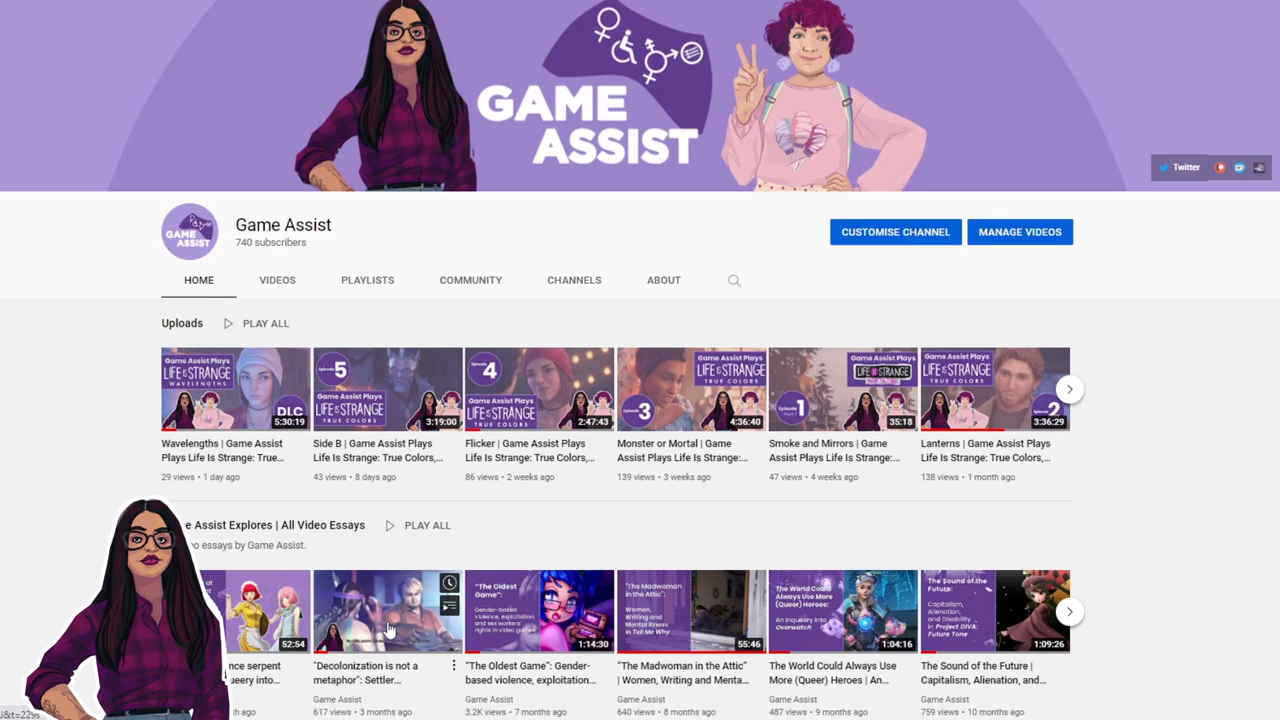 GAME
ASSIST
Twitter
GAME
ASSIST
Game Assist
740 subscribers
CUSTOMISE CHANNEL
MANAGE VIDEOS
HOME
VIDEOS
PLAYLISTS
COMMUNITY
CHANNELS
ABOUT
Uploads
PLAY ALL
Game Assist Plays
LIFE IS STRANGE
WAVELENGTHS
DLC
5:30:19
Episode
5
Game Assist Plays
LIFE IS STRANGE
TRUE COLORS
3:19:00
Episode
4
Game Assist Plays
LIFE IS STRANGE
TRUE COLORS
2:47:43
Game Assist Plays
LIFE IS STRANGE
TRUE COLORS
Episode
3
4:36:40
Game Assist Plays
LIFE IS STRANGE
Episode
1
35:18
Game Assist Plays
LIFE IS STRANGE
TRUE COLORS
Episode
2
3:36:29
Wavelengths | Game Assist
Plays Life Is Strange: True...
29 views • 1 day ago
Side B | Game Assist Plays
Life Is Strange: True Colors,...
43 views • 8 days ago
Flicker | Game Assist Plays
Life Is Strange: True Colors,...
86 views • 2 weeks ago
Monster or Mortal | Game
Assist Plays Life Is Strange:...
139 views • 3 weeks ago
Smoke and Mirrors | Game
Assist Plays Life Is Strange:...
47 views • 4 weeks ago
Lanterns | Game Assist Plays
Life Is Strange: True Colors,...
138 views • 1 month ago
e Assist Explores | All Video Essays
PLAY ALL
o essays by Game Assist.
at
52:54
"The Oldest
Game":
Gender-based
violence, exploitation
and sex workers'
rights in video games
1:14:30
"The Madwoman
in the Attic":
Women,
Writing and
Mental Illness
in Tell Me Why
55:46
The World Could
Always Use More
(Queer) Heroes:
An Inqueery into
Overwatch
1:04:16
The Sound of the
Future:
Capitalism,
Alienation,
and Disability
in Project DIVA:
Future Tone
1:09:26
nce serpent
ueery into...
th ago
"Decolonization is not a
metaphor": Settler...
Game Assist
617 views • 3 months ago
"The Oldest Game": Gender-
based violence, exploitation...
Game Assist
3.2K views • 7 months ago
"The Madwoman in the Attic"
| Women, Writing and Menta...
Game Assist
640 views • 8 months ago
The World Could Always Use
More (Queer) Heroes | An...
Game Assist
487 views • 9 months ago
The Sound of the Future |
Capitalism, Alienation, and...
Game Assist
759 views • 10 months ago
J&t=229s